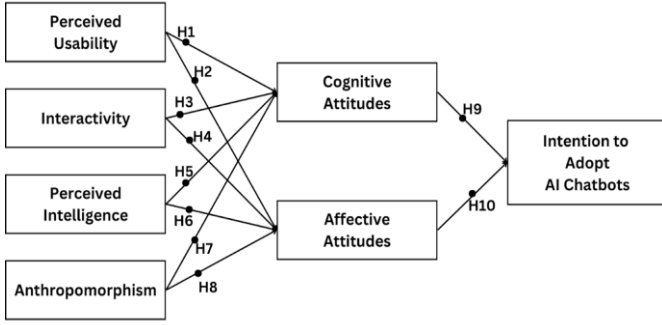 Perceived
Usability
Interactivity
Perceived
Intelligence
Anthropomorphism
H1
H2
H3
H4
H5
H6
H7
H8
Cognitive
Attitudes
Affective
Attitudes
H9
H10
Intention to
Adopt
AI Chatbots